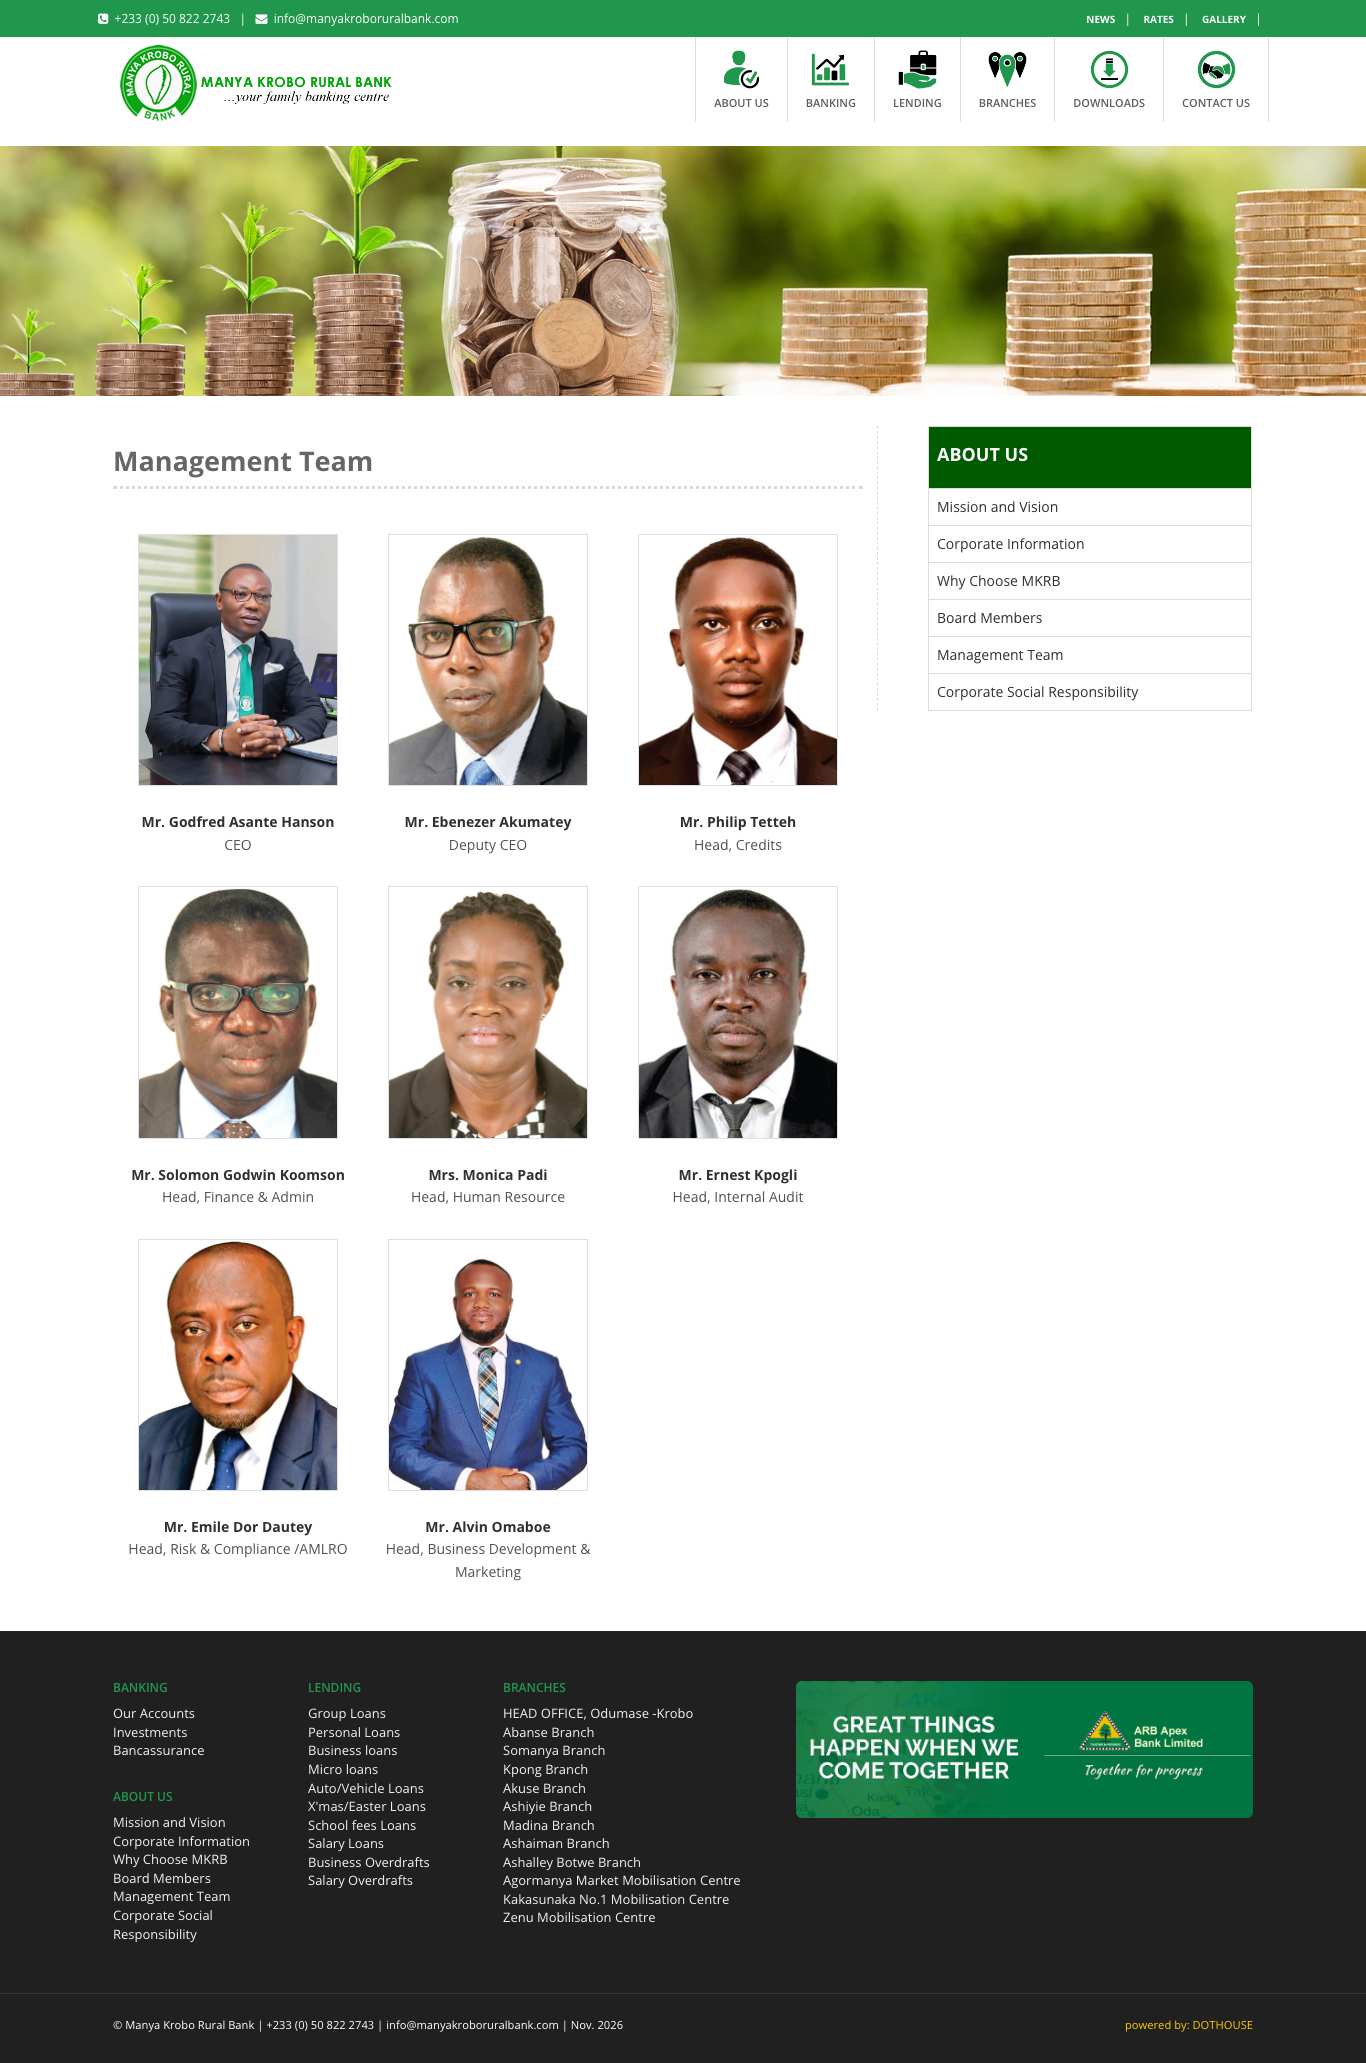 +233 (0) 50 822 2743 | info@manyakroboruralbank.com
NEWS | RATES | GALLERY |
MANYA KROBO RURAL
BANK
MANYA KROBO RURAL BANK
...your family banking centre
ABOUT US
BANKING
LENDING
BRANCHES
DOWNLOADS
CONTACT US
Management Team
Mr. Godfred Asante Hanson
CEO
Mr. Ebenezer Akumatey
Deputy CEO
Mr. Philip Tetteh
Head, Credits
Mr. Solomon Godwin Koomson
Head, Finance & Admin
Mrs. Monica Padi
Head, Human Resource
Mr. Ernest Kpogli
Head, Internal Audit
Mr. Emile Dor Dautey
Head, Risk & Compliance /AMLRO
Mr. Alvin Omaboe
Head, Business Development &
Marketing
ABOUT US
Mission and Vision
Corporate Information
Why Choose MKRB
Board Members
Management Team
Corporate Social Responsibility
BANKING
Our Accounts
Investments
Bancassurance
ABOUT US
Mission and Vision
Corporate Information
Why Choose MKRB
Board Members
Management Team
Corporate Social
Responsibility
LENDING
Group Loans
Personal Loans
Business loans
Micro loans
Auto/Vehicle Loans
X'mas/Easter Loans
School fees Loans
Salary Loans
Business Overdrafts
Salary Overdrafts
BRANCHES
HEAD OFFICE, Odumase -Krobo
Abanse Branch
Somanya Branch
Kpong Branch
Akuse Branch
Ashiyie Branch
Madina Branch
Ashaiman Branch
Ashalley Botwe Branch
Agormanya Market Mobilisation Centre
Kakasunaka No.1 Mobilisation Centre
Zenu Mobilisation Centre
GREAT THINGS
HAPPEN WHEN WE
COME TOGETHER
ARB Apex
Bank Limited
Together for progress
Oda
© Manya Krobo Rural Bank | +233 (0) 50 822 2743 | info@manyakroboruralbank.com | Nov. 2026
powered by: DOTHOUSE